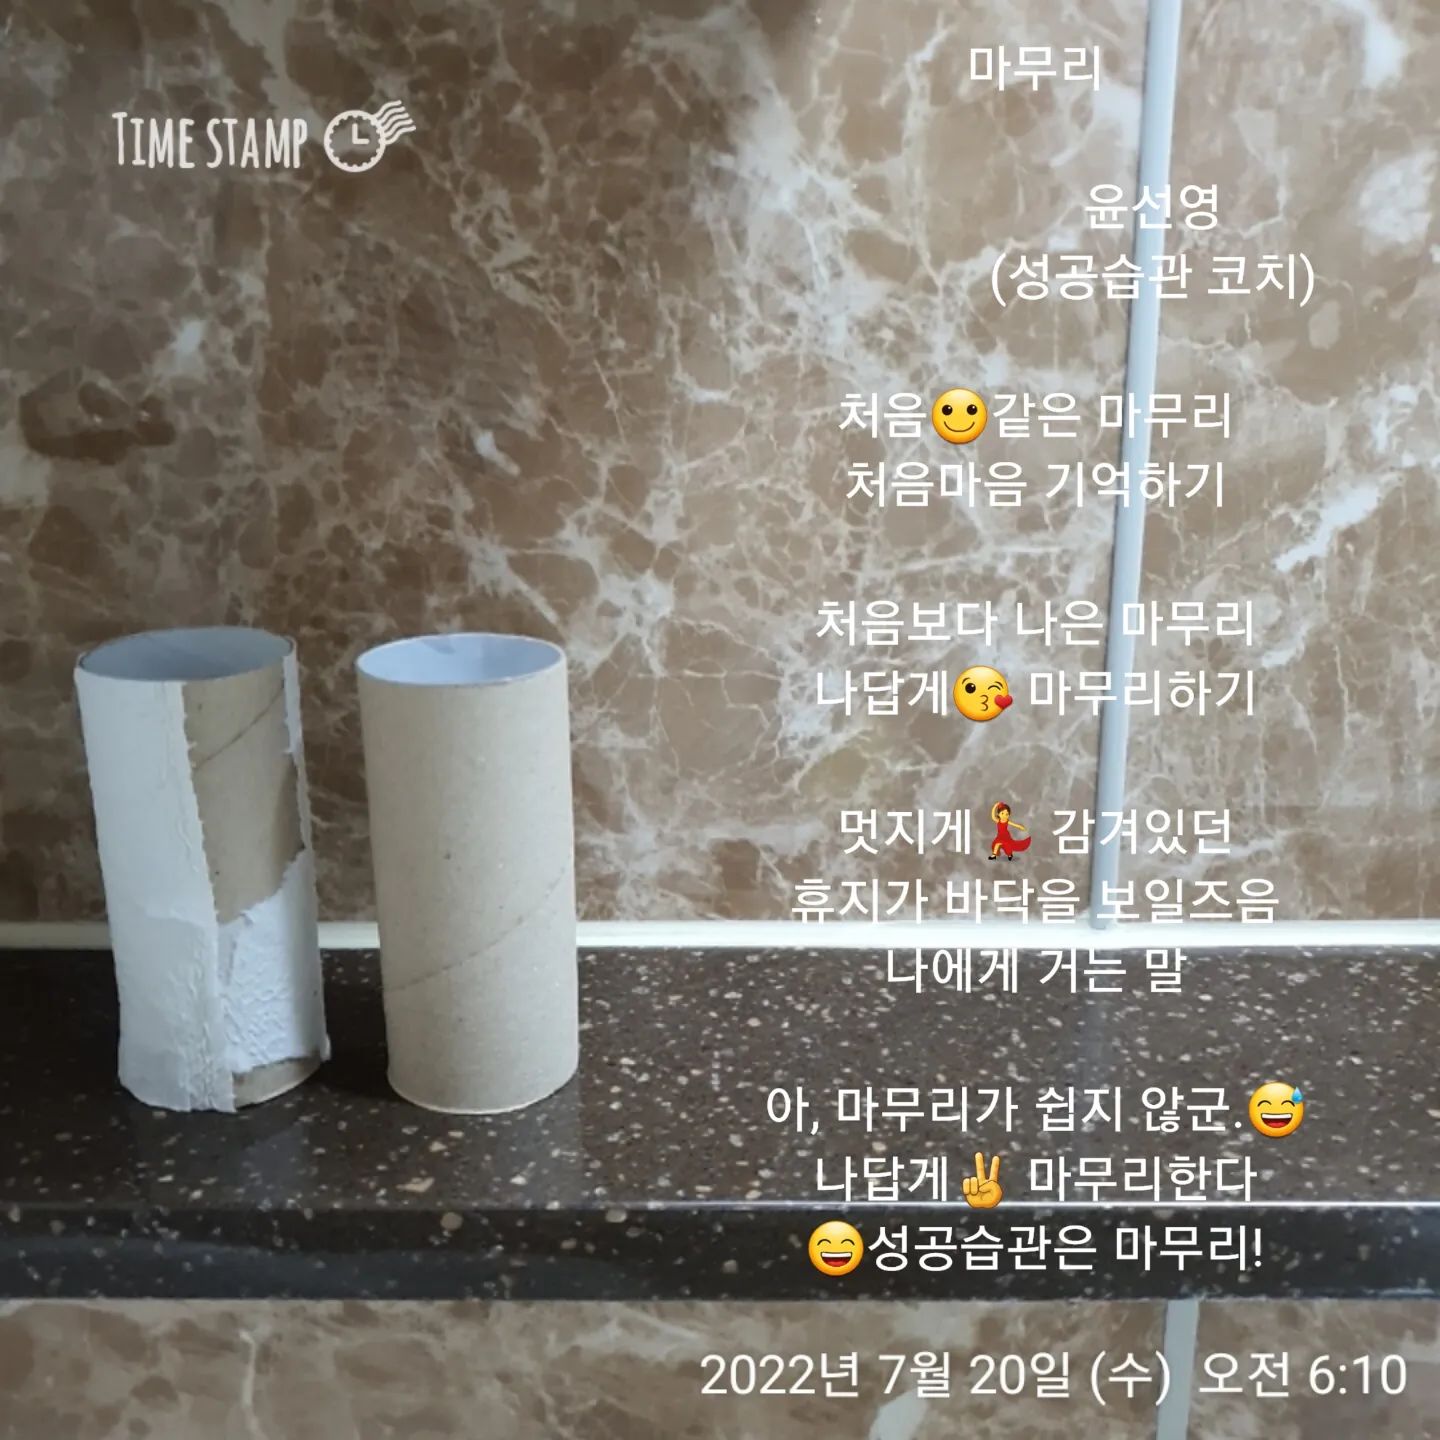 TIME STAMP
마무리
윤선영
(성공습관 코치)
처음🙂같은 마무리
처음마음 기억하기
처음보다 나은 마무리
나답게😘 마무리하기
멋지게💃 감겨있던
휴지가 바닥을 보일즈음
나에게 거는 말
아, 마무리가 쉽지 않군.😅
나답게✌ 마무리한다
😄성공습관은 마무리!
2022년 7월 20일 (수) 오전 6:10